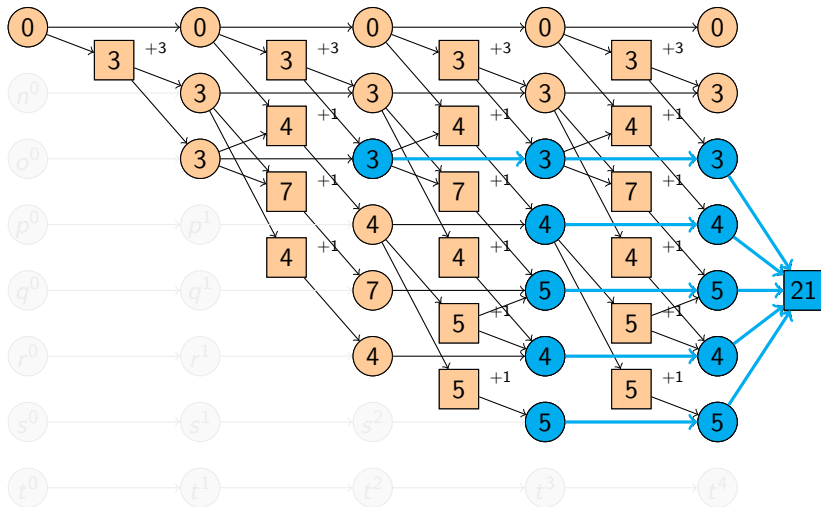 0 0 0 0 0
3 +3 3 +3 3 +3 3 +3
n⁰ 3 3 3 3
4 +1 4 +1 4 +1
o⁰ 3 3 3 3
7 +1 7 +1 7 +1
p⁰ p¹ 4 4 4
4 +1 4 +1 4 +1
q⁰ q¹ 7 5 5 21
5 +1 5 +1
r⁰ r¹ 4 4 4
5 +1 5 +1
s⁰ s¹ s² 5 5
t⁰ t¹ t² t³ t⁴